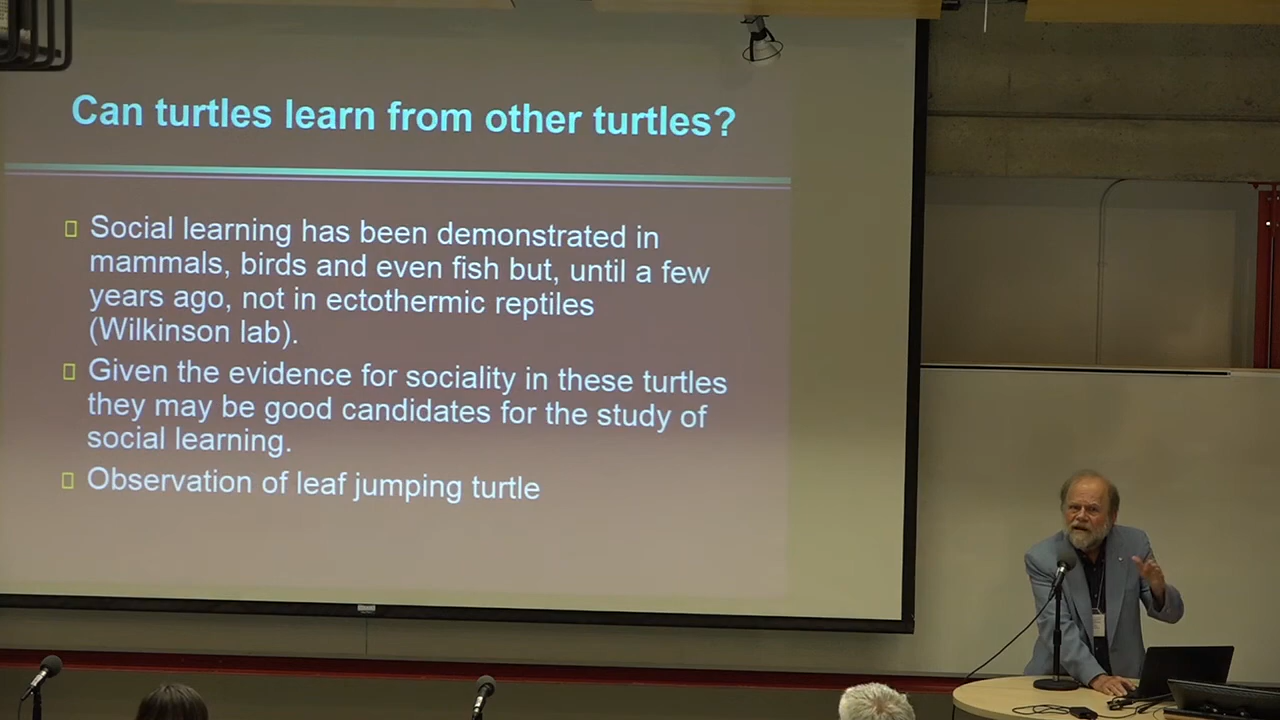 Can turtles learn from other turtles?
Social learning has been demonstrated in
mammals, birds and even fish but, until a few
years ago, not in ectothermic reptiles
(Wilkinson lab).
Given the evidence for sociality in these turtles
they may be good candidates for the study of
social learning.
Observation of leaf jumping turtle